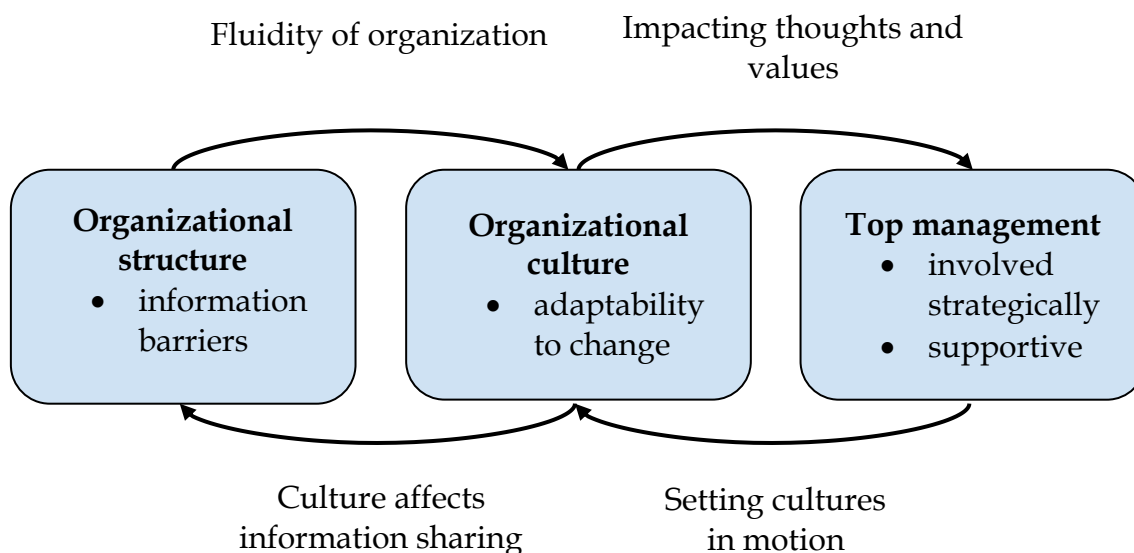 Fluidity of organization
Impacting thoughts and
values
Organizational
structure
• information
barriers
Organizational
culture
• adaptability
to change
Top management
• involved
strategically
• supportive
Culture affects
information sharing
Setting cultures
in motion